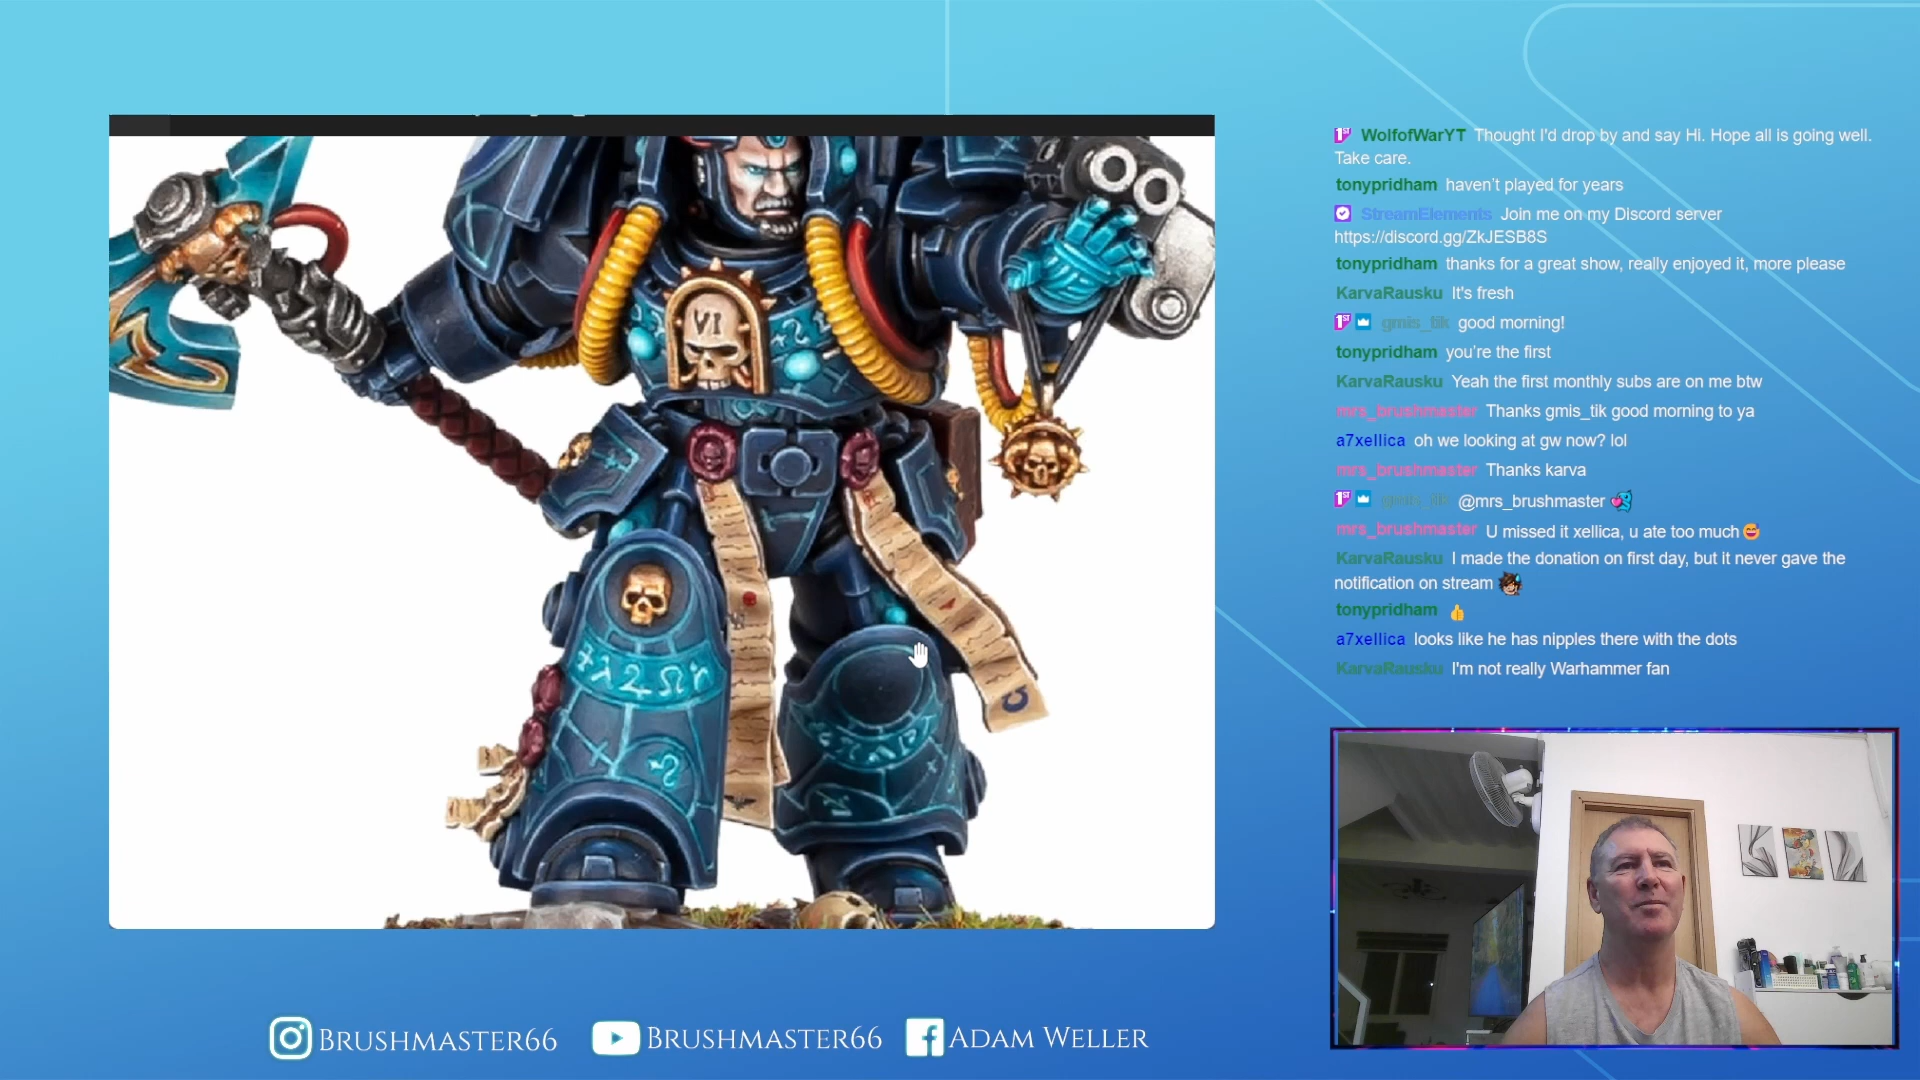 VI
WolfofWarYT Thought I'd drop by and say Hi. Hope all is going well.
Take care.
tonypridham haven't played for years
StreamElements Join me on my Discord server
https://discord.gg/ZkJESB8S
tonypridham thanks for a great show, really enjoyed it, more please
KarvaRausku It's fresh
gmis_tik good morning!
tonypridham you're the first
KarvaRausku Yeah the first monthly subs are on me btw
mrs_brushmaster Thanks gmis_tik good morning to ya
a7xellica oh we looking at gw now? lol
mrs_brushmaster Thanks karva
gmis_tik @mrs_brushmaster
mrs_brushmaster U missed it xellica, u ate too much😅
KarvaRausku I made the donation on first day, but it never gave the
notification on stream
tonypridham 👍
a7xellica looks like he has nipples there with the dots
KarvaRausku I'm not really Warhammer fan
BRUSHMASTER66 BRUSHMASTER66 ADAM WELLER